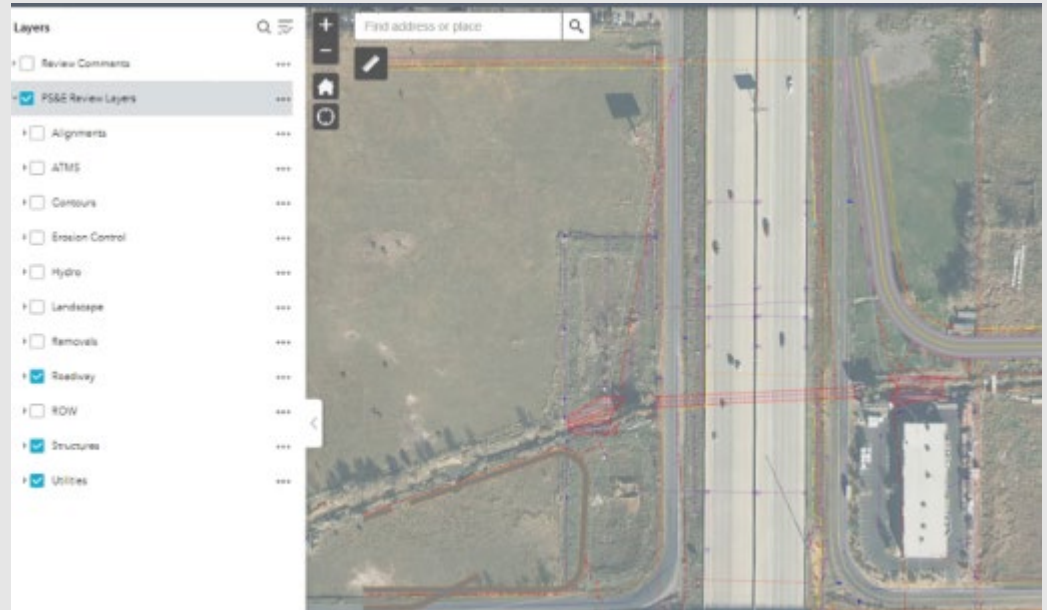 Layers
Find address or place
Review Comments
PS&E Review Layers
Alignments
ATMS
Contours
Erosion Control
Hydro
Landscape
Removals
Roadway
ROW
Structures
Utilities